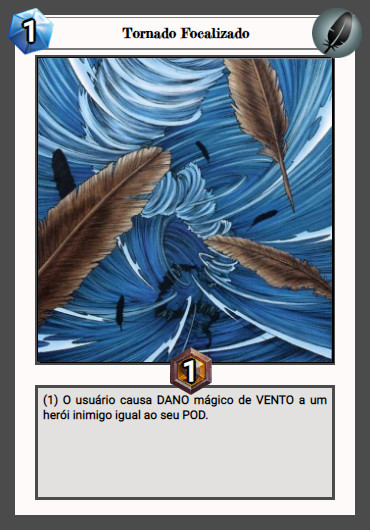 1
Tornado Focalizado
1
(1) O usuário causa DANO mágico de VENTO a um
herói inimigo igual ao seu POD.